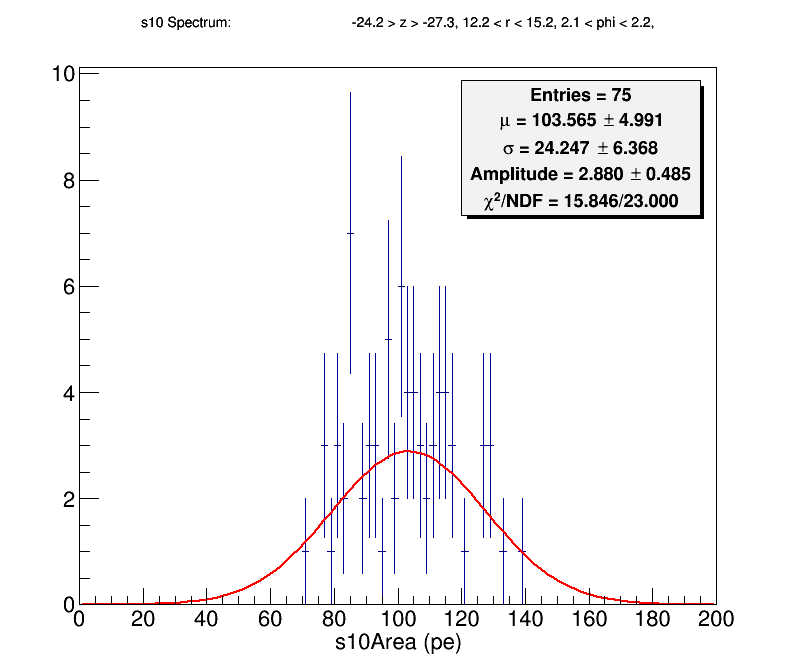 s10 Spectrum: -24.2 > z > -27.3, 12.2 < r < 15.2, 2.1 < phi < 2.2,
Entries = 75
μ = 103.565 ± 4.991
σ = 24.247 ± 6.368
Amplitude = 2.880 ± 0.485
χ²/NDF = 15.846/23.000
10
8
6
4
2
0
0 20 40 60 80 100 120 140 160 180 200
s10Area (pe)